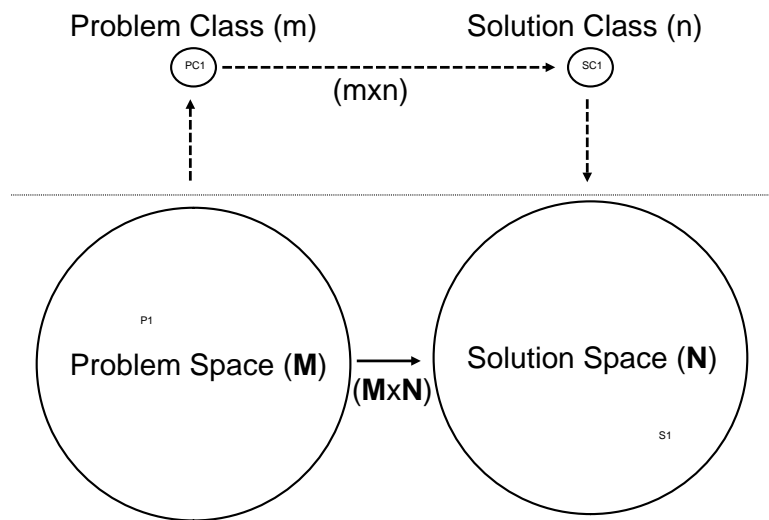 Problem Class (m)
Solution Class (n)
PC1
SC1
(mxn)
P1
Problem Space (M)
Solution Space (N)
(MxN)
S1